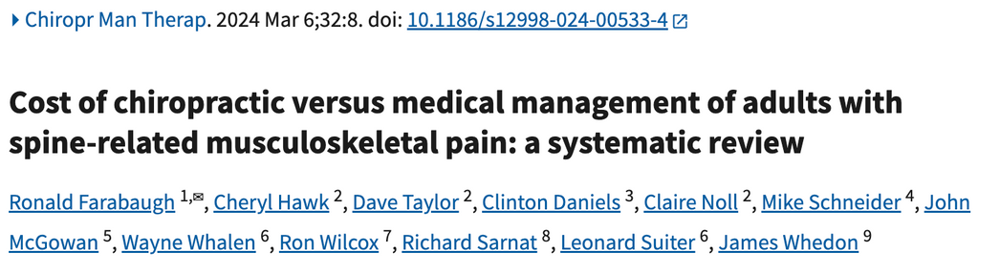 Chiropr Man Therap. 2024 Mar 6;32:8. doi: 10.1186/s12998-024-00533-4
Cost of chiropractic versus medical management of adults with
spine-related musculoskeletal pain: a systematic review
Ronald Farabaugh 1,✉, Cheryl Hawk 2, Dave Taylor 2, Clinton Daniels 3, Claire Noll 2, Mike Schneider 4, John
McGowan 5, Wayne Whalen 6, Ron Wilcox 7, Richard Sarnat 8, Leonard Suiter 6, James Whedon 9